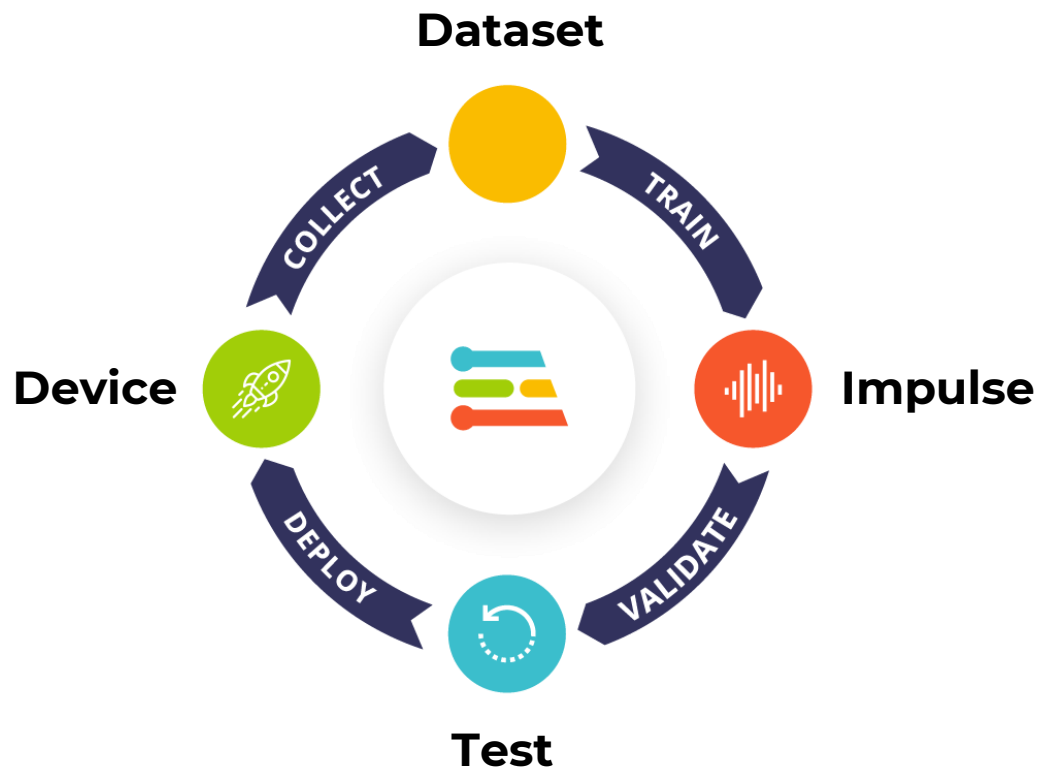 Dataset
COLLECT
TRAIN
Device
Impulse
DEPLOY
VALIDATE
Test